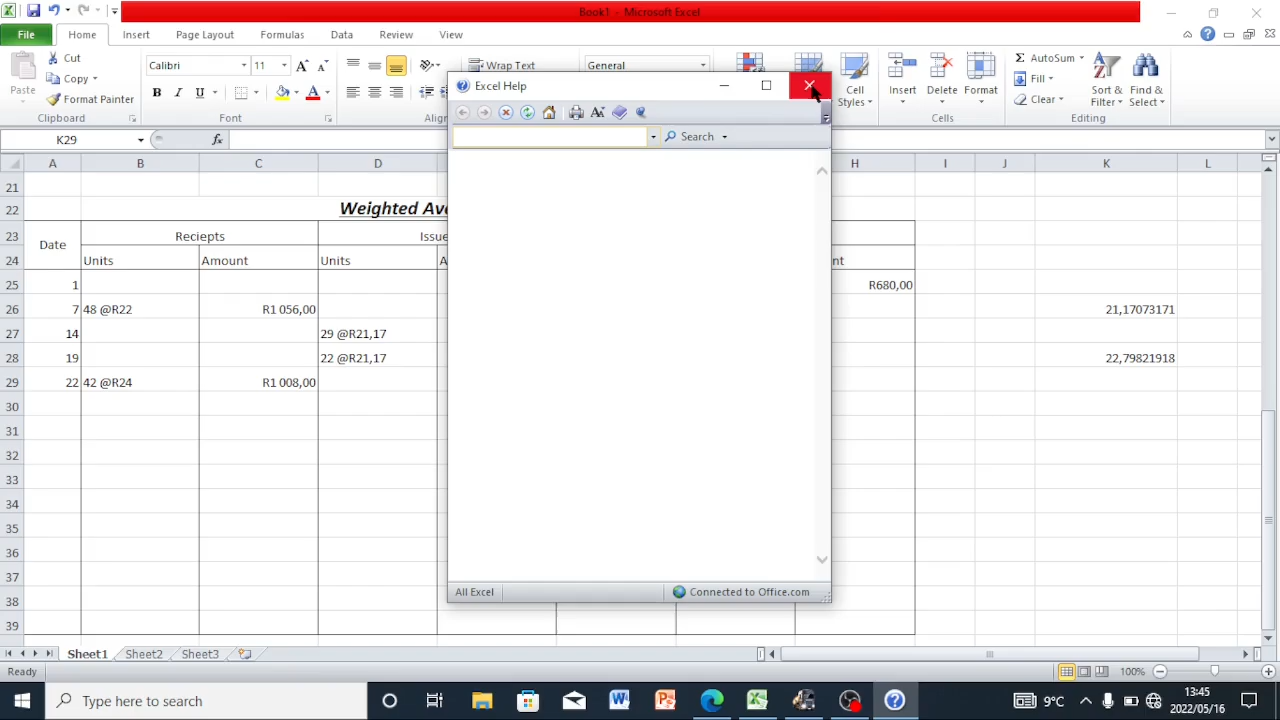 Book1 - Microsoft Excel
File Home Insert Page Layout Formulas Data Review View
Cut
Copy
Format Painter
Paste
Clipboard
Calibri 11
B I U
Font
Wrap Text
General
Cell Styles
Insert Delete Format
Cells
AutoSum
Fill
Clear
Sort & Filter
Find & Select
Editing
K29
fx
Excel Help
Search
All Excel
Connected to Office.com
A B C D H I J K L
21
22 Weighted Av
23 Date Reciepts Issue
24 Units Amount Units A nt
25 1 R680,00
26 7 48 @R22 R1 056,00 21,17073171
27 14 29 @R21,17
28 19 22 @R21,17 22,79821918
29 22 42 @R24 R1 008,00
30
31
32
33
34
35
36
37
38
39
Sheet1 Sheet2 Sheet3
Ready
100%
Type here to search
9°C
13:45
2022/05/16